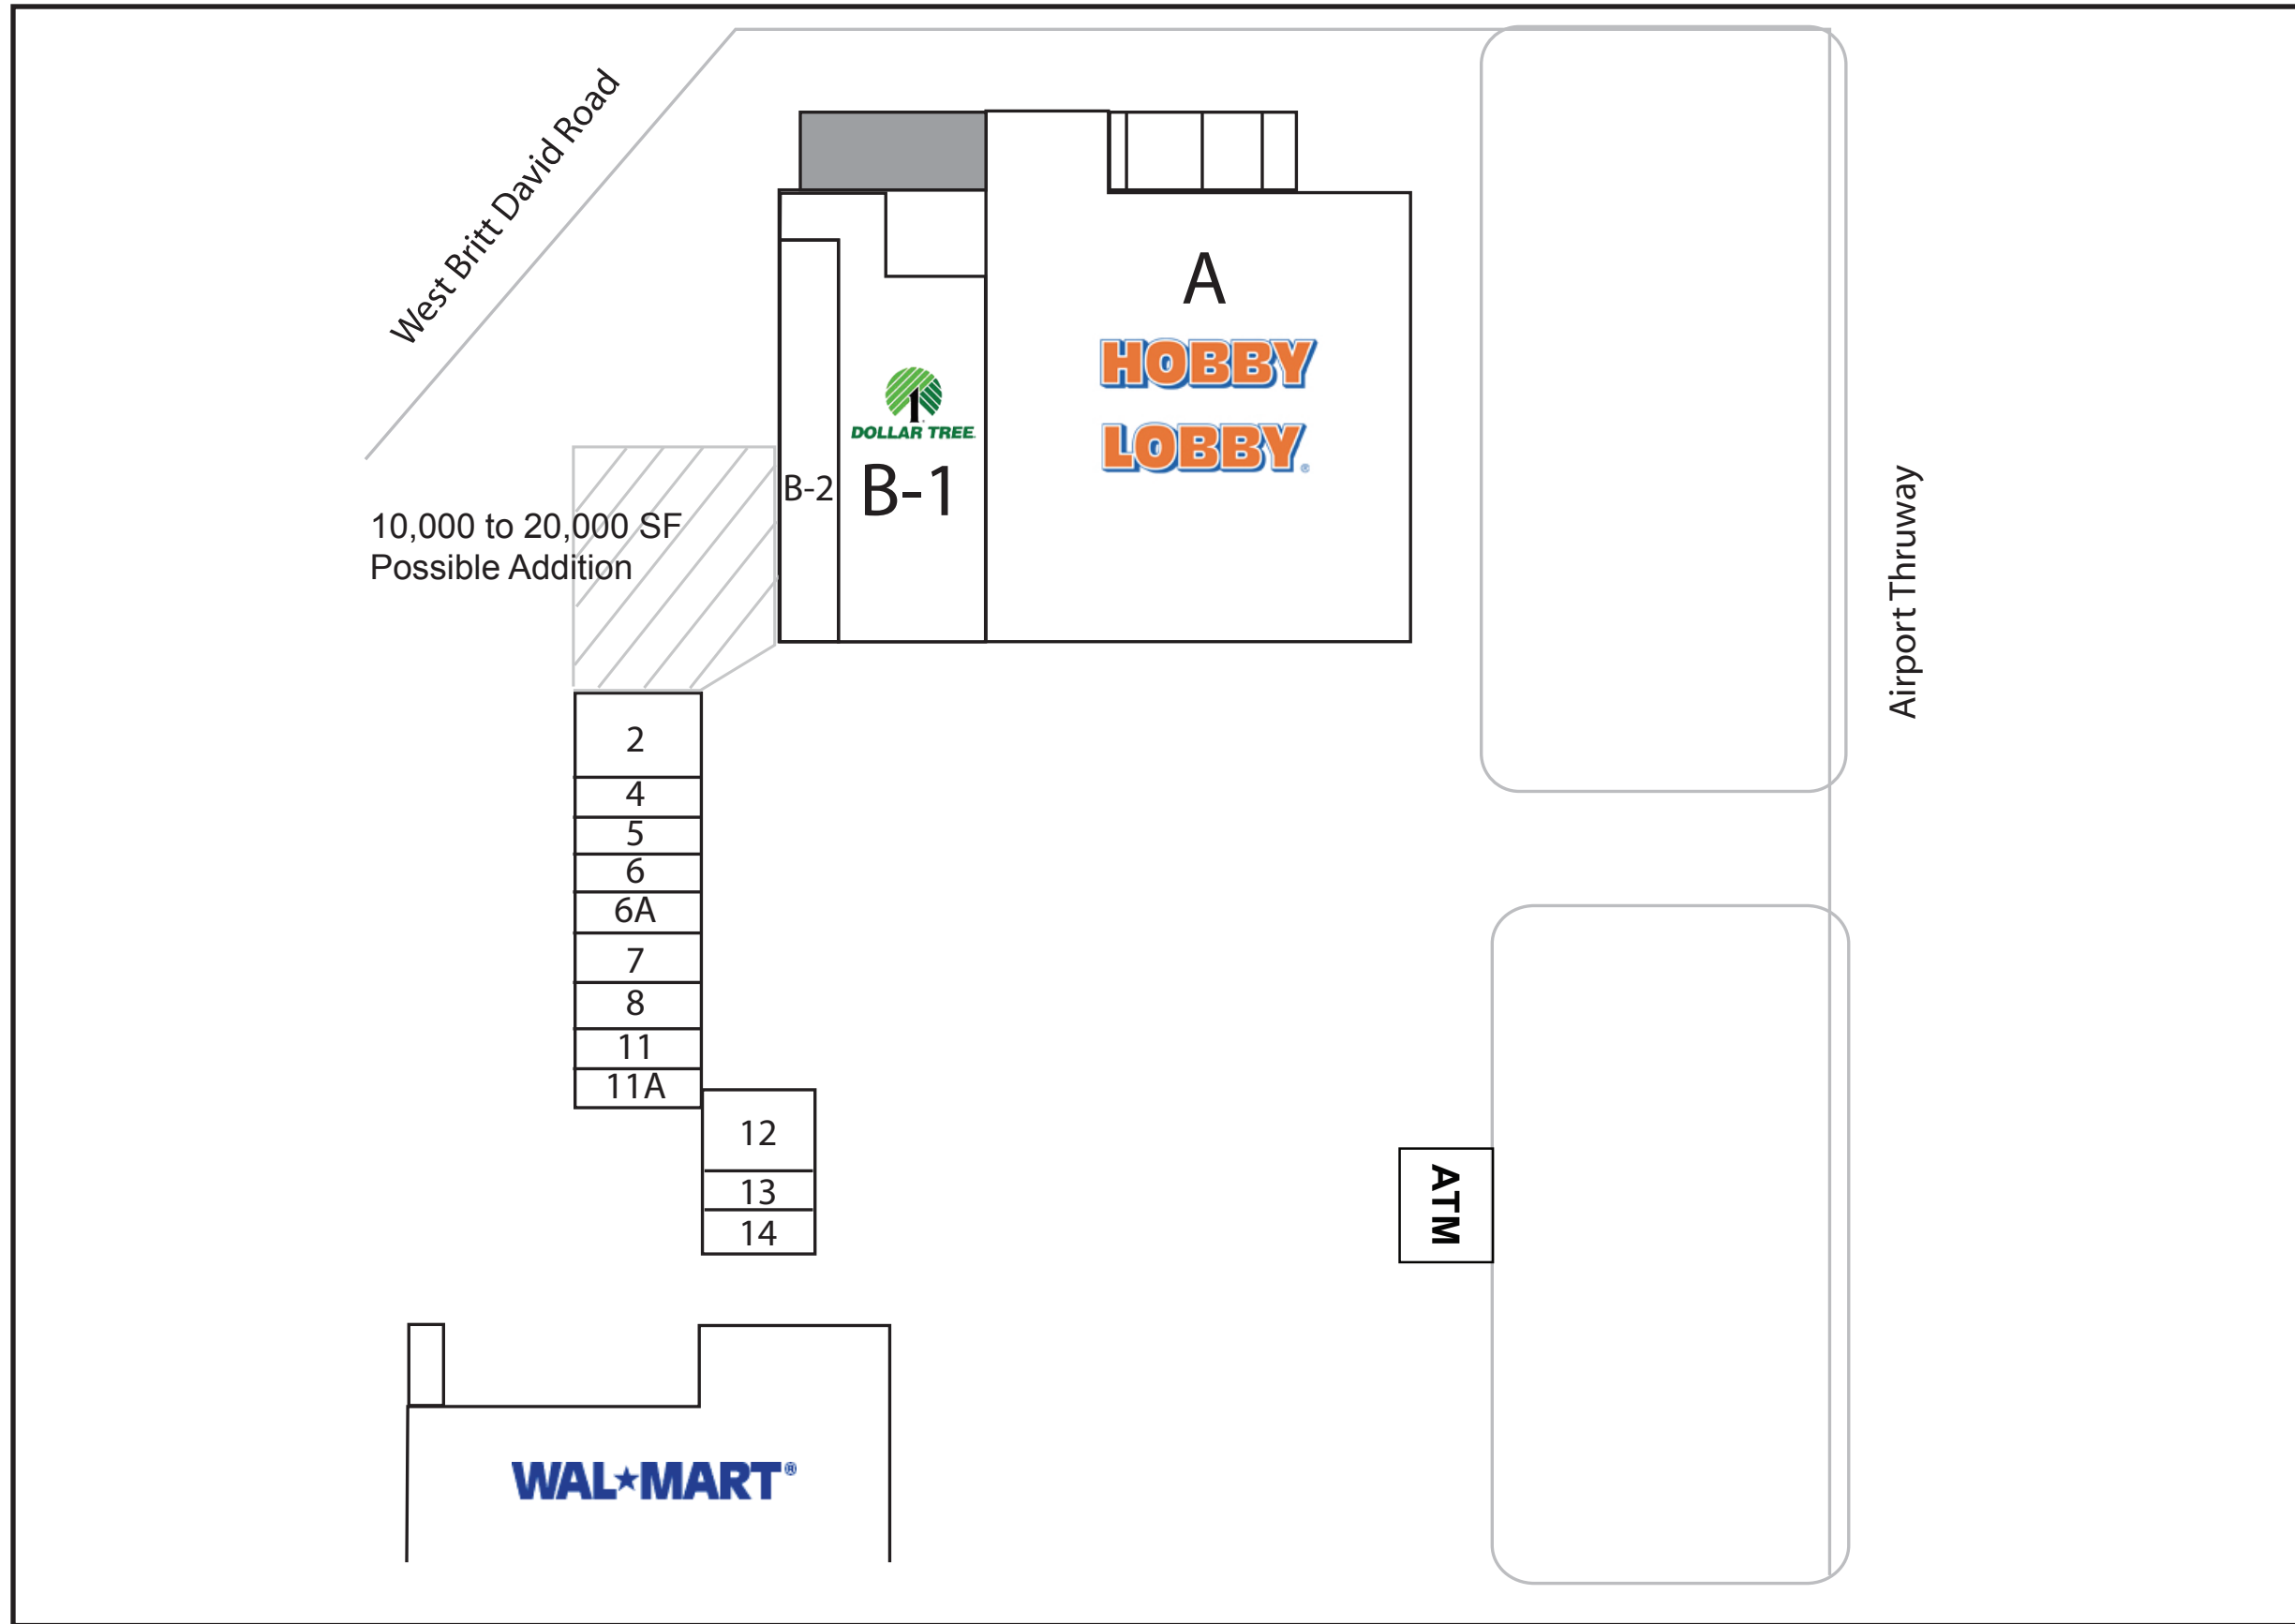 West Britt David Road
A
HOBBY
LOBBY®
DOLLAR TREE
B-2
B-1
10,000 to 20,000 SF
Possible Addition
Airport Thruway
2
4
5
6
6A
7
8
11
11A
12
13
14
ATM
WAL★MART®